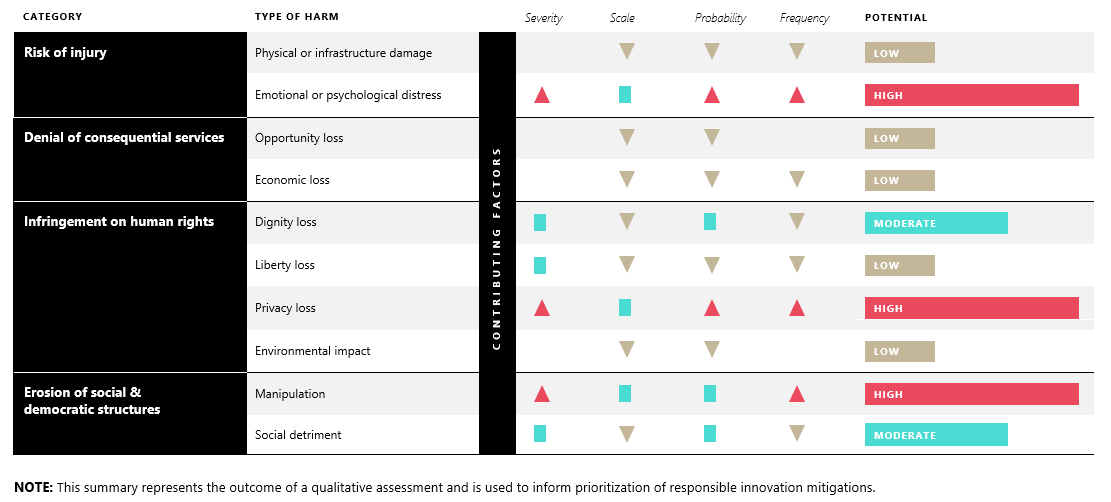 CATEGORY TYPE OF HARM Severity Scale Probability Frequency POTENTIAL
Risk of injury Physical or infrastructure damage LOW
Emotional or psychological distress HIGH
Denial of consequential services Opportunity loss LOW
Economic loss LOW
Infringement on human rights Dignity loss MODERATE
Liberty loss LOW
Privacy loss HIGH
Environmental impact LOW
Erosion of social &
democratic structures
Manipulation HIGH
Social detriment MODERATE
CONTRIBUTING FACTORS
NOTE: This summary represents the outcome of a qualitative assessment and is used to inform prioritization of responsible innovation mitigations.